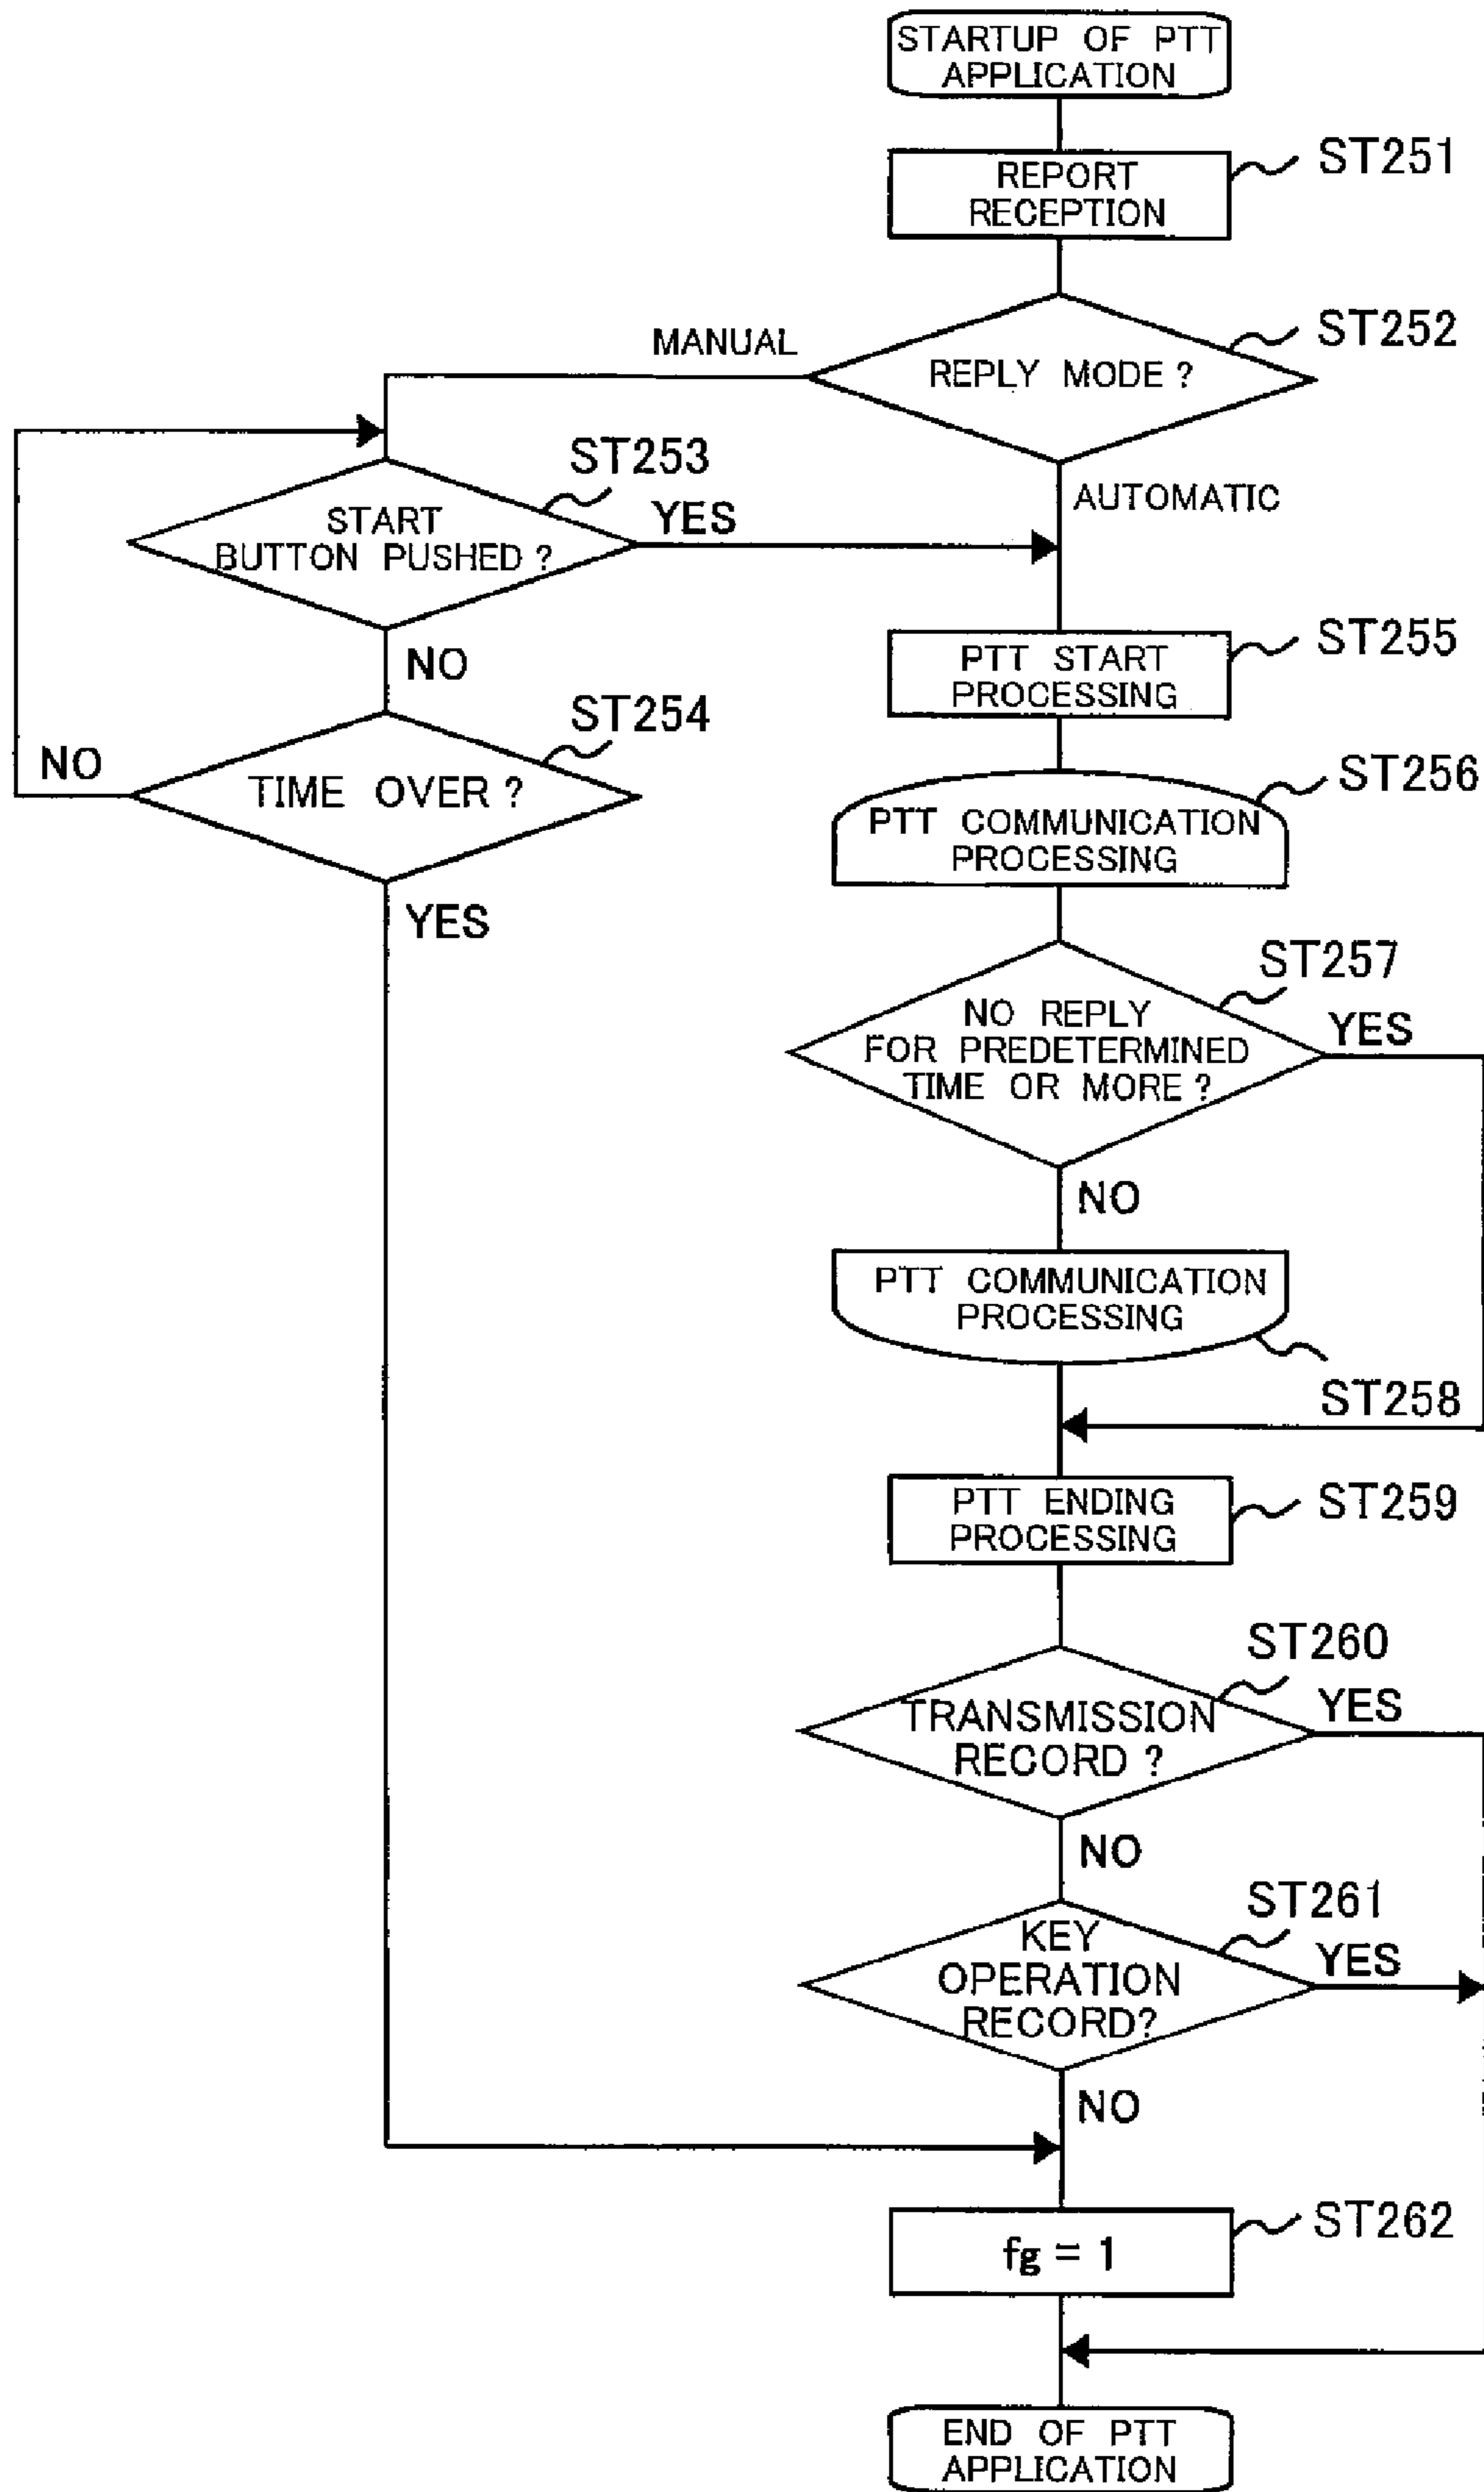 STARTUP OF PTT
APPLICATION
REPORT
RECEPTION
ST251
REPLY MODE ?
ST252
MANUAL
AUTOMATIC
START
BUTTON PUSHED ?
ST253
YES
NO
TIME OVER ?
ST254
NO
YES
PTT START
PROCESSING
ST255
PTT COMMUNICATION
PROCESSING
ST256
NO REPLY
FOR PREDETERMINED
TIME OR MORE ?
ST257
YES
NO
PTT COMMUNICATION
PROCESSING
ST258
PTT ENDING
PROCESSING
ST259
TRANSMISSION
RECORD ?
ST260
YES
NO
KEY
OPERATION
RECORD?
ST261
YES
NO
fg = 1
ST262
END OF PTT
APPLICATION